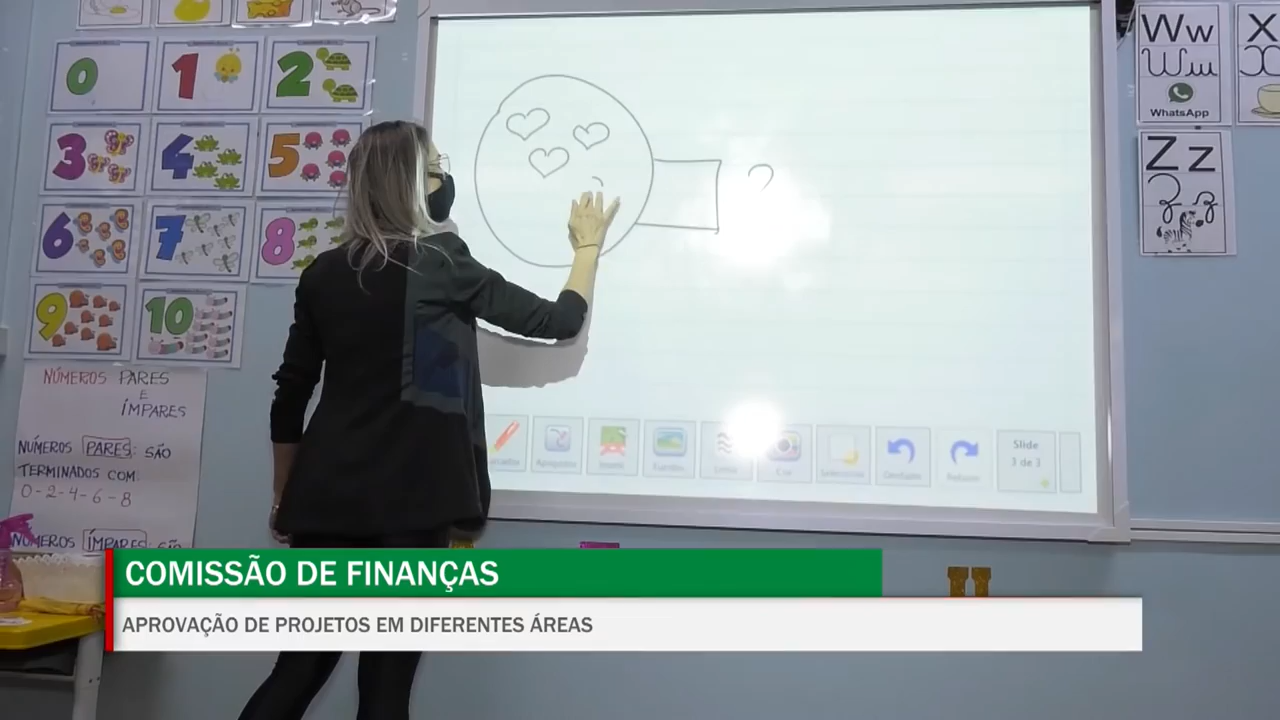 0
1
2
3
4
5
6
7
8
9
10
NÚMEROS PARES
E
ÍMPARES
NÚMEROS PARES: SÃO
TERMINADOS COM:
0-2-4-6-8
NÚMEROS ÍMPARES: SÃO
?
Slide
3 de 3
W w
W w
WhatsApp
X
X
Z z
Z z
COMISSÃO DE FINANÇAS
APROVAÇÃO DE PROJETOS EM DIFERENTES ÁREAS